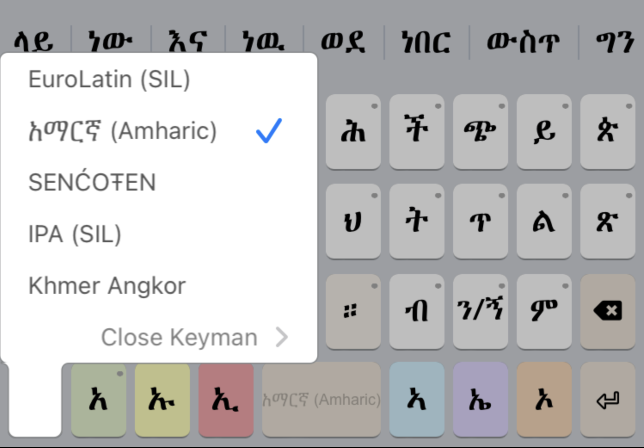 ላይ ነው እና ነዉ ወደ ነበር ውስጥ ግን
EuroLatin (SIL)
አማርኛ (Amharic)
SENĆOŦEN
IPA (SIL)
Khmer Angkor
Close Keyman
ሕ ች ጭ ይ ጵ
ህ ት ጥ ል ጽ
። ብ ን/ኝ ም
አ ኡ ኢ አማርኛ (Amharic) ኣ ኤ ኦ